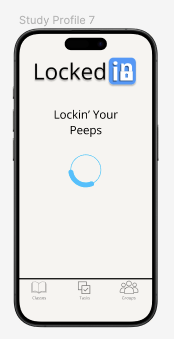 Study Profile 7
Locked in
Lockin' Your
Peeps
Classes
Tasks
Groups